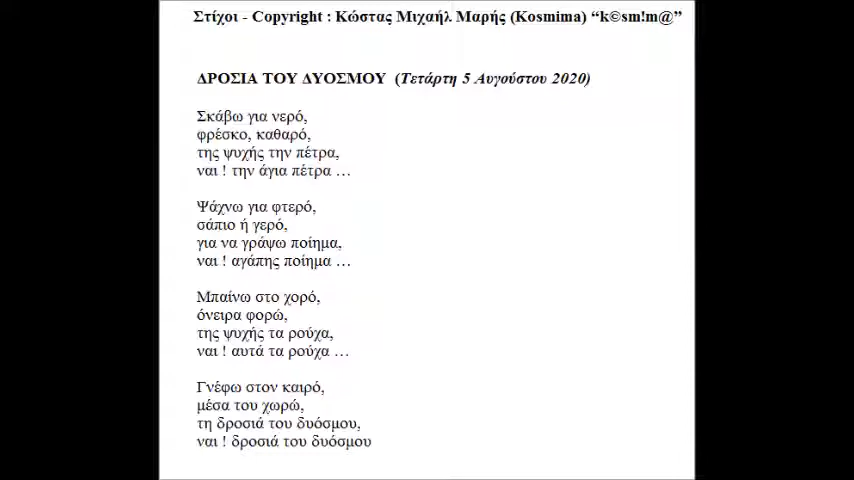 Στίχοι - Copyright : Κώστας Μιχαήλ Μαρής (Kosmima) “k©sm!m@”
ΔΡΟΣΙΑ ΤΟΥ ΔΥΟΣΜΟΥ (Τετάρτη 5 Αυγούστου 2020)
Σκάβω για νερό,
φρέσκο, καθαρό,
της ψυχής την πέτρα,
ναι ! την άγια πέτρα …
Ψάχνω για φτερό,
σάπιο ή γερό,
για να γράψω ποίημα,
ναι ! αγάπης ποίημα …
Μπαίνω στο χορό,
όνειρα φορώ,
της ψυχής τα ρούχα,
ναι ! αυτά τα ρούχα …
Γνέφω στον καιρό,
μέσα του χωρώ,
τη δροσιά του δυόσμου,
ναι ! δροσιά του δυόσμου